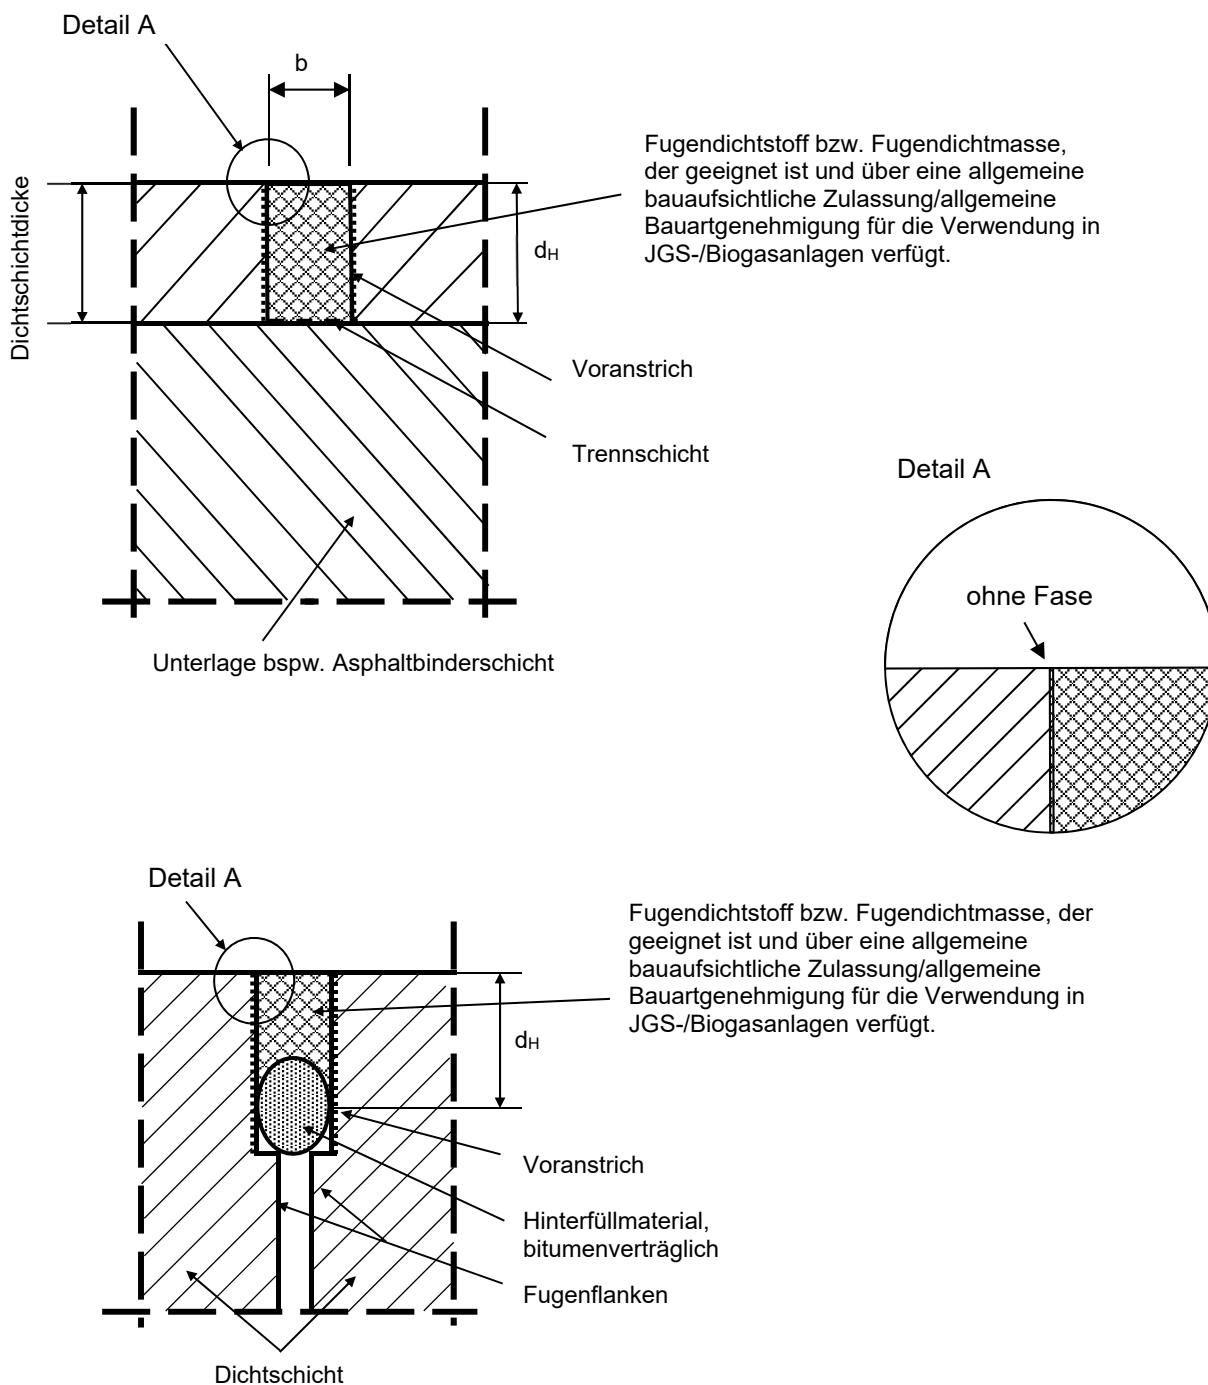 Detail A
b
Fugendichtstoff bzw. Fugendichtmasse,
der geeignet ist und über eine allgemeine
bauaufsichtliche Zulassung/allgemeine
Bauartgenehmigung für die Verwendung in
JGS-/Biogasanlagen verfügt.
Dichtschichtdicke
dH
Voranstrich
Trennschicht
Detail A
ohne Fase
Unterlage bspw. Asphaltbinderschicht
Detail A
Fugendichtstoff bzw. Fugendichtmasse, der
geeignet ist und über eine allgemeine
bauaufsichtliche Zulassung/allgemeine
Bauartgenehmigung für die Verwendung in
JGS-/Biogasanlagen verfügt.
dH
Voranstrich
Hinterfüllmaterial,
bitumenverträglich
Fugenflanken
Dichtschicht